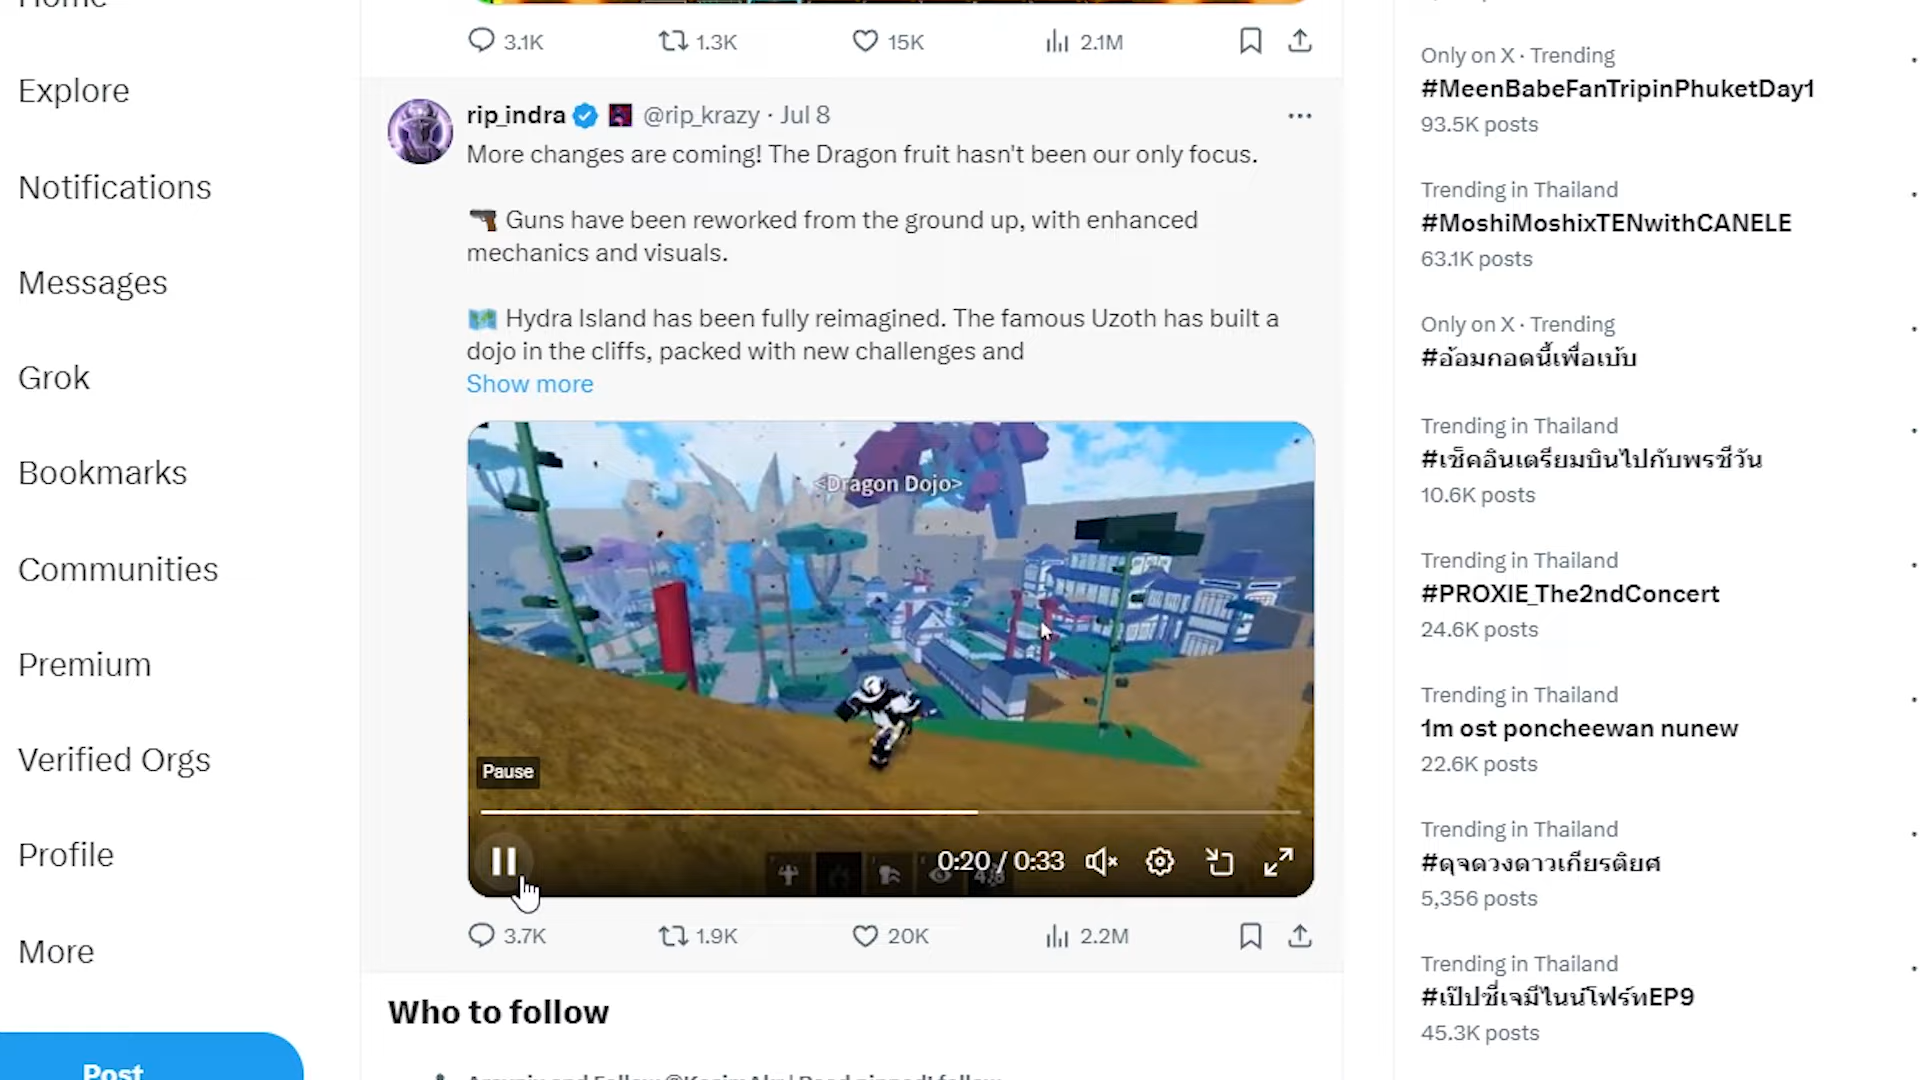 Home
Explore
Notifications
Messages
Grok
Bookmarks
Communities
Premium
Verified Orgs
Profile
More
Post
3.1K 1.3K 15K 2.1M
rip_indra @rip_krazy · Jul 8
More changes are coming! The Dragon fruit hasn't been our only focus.
Guns have been reworked from the ground up, with enhanced
mechanics and visuals.
Hydra Island has been fully reimagined. The famous Uzoth has built a
dojo in the cliffs, packed with new challenges and
Show more
<Dragon Dojo>
Pause
0:20 / 0:33
3.7K 1.9K 20K 2.2M
Who to follow
Only on X · Trending
#MeenBabeFanTripinPhuketDay1
93.5K posts
Trending in Thailand
#MoshiMoshixTENwithCANELE
63.1K posts
Only on X · Trending
#อ้อมกอดนี้เพื่อเบ้บ
Trending in Thailand
#เช็คอินเตรียมบินไปกับพรชีวัน
10.6K posts
Trending in Thailand
#PROXIE_The2ndConcert
24.6K posts
Trending in Thailand
1m ost poncheewan nunew
22.6K posts
Trending in Thailand
#ดุจดวงดาวเกียรติยศ
5,356 posts
Trending in Thailand
#เป๊ปซี่เจมีไนน์โฟร์ทEP9
45.3K posts